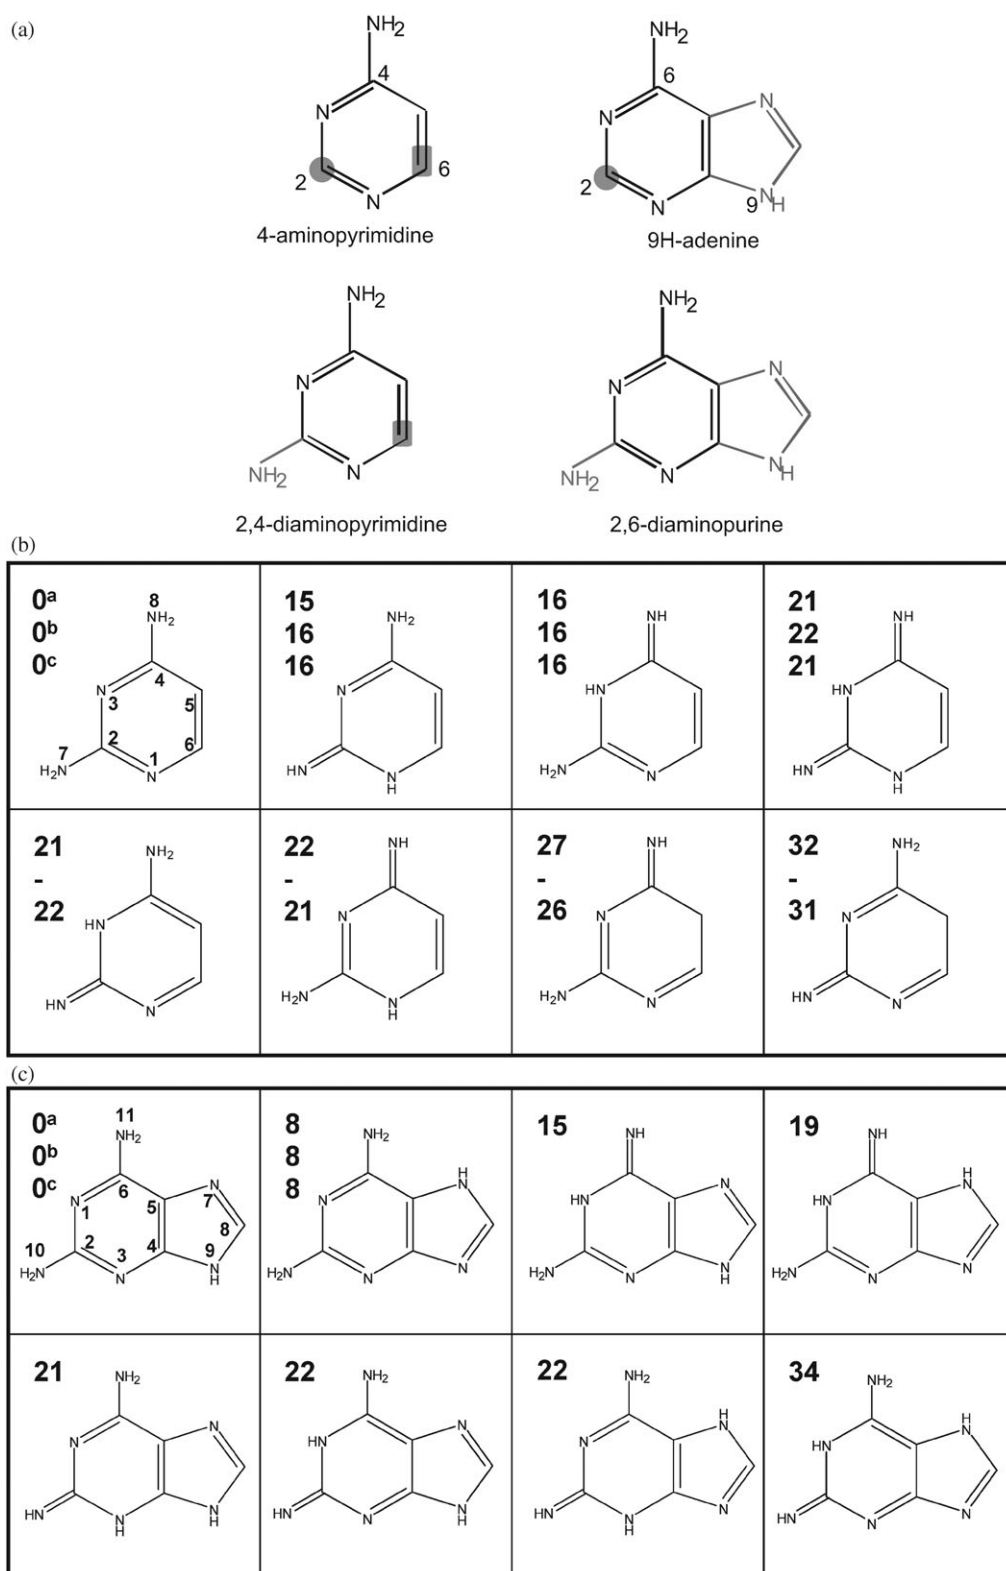 (a)
NH2
4
N
2
6
N
4-aminopyrimidine
NH2
6
N
N
2
N
9
N
H
9H-adenine
NH2
N
NH2
N
2,4-diaminopyrimidine
NH2
N
N
NH2
N
N
H
2,6-diaminopurine
(b)
0a
0b
0c
8
NH2
4
N
3
5
7
2
6
H2N
1
N
15
16
16
NH2
N
HN
N
H
16
16
16
NH
HN
H2N
N
21
22
21
NH
HN
HN
N
H
21
-
22
NH2
HN
HN
N
22
-
21
NH
N
H2N
N
H
27
-
26
NH
N
H2N
N
32
-
31
NH2
N
HN
N
(c)
0a
0b
0c
11
NH2
6
N
1
5
N
7
8
10
2
3
4
9
H2N
N
N
H
8
8
8
NH2
H
N
N
H2N
N
N
15
NH
HN
N
H2N
N
N
H
19
NH
H
N
HN
H2N
N
N
21
NH2
N
N
HN
N
H
N
H
22
NH2
HN
N
HN
N
N
H
22
NH2
H
N
N
HN
N
H
N
34
NH2
H
N
HN
HN
N
N